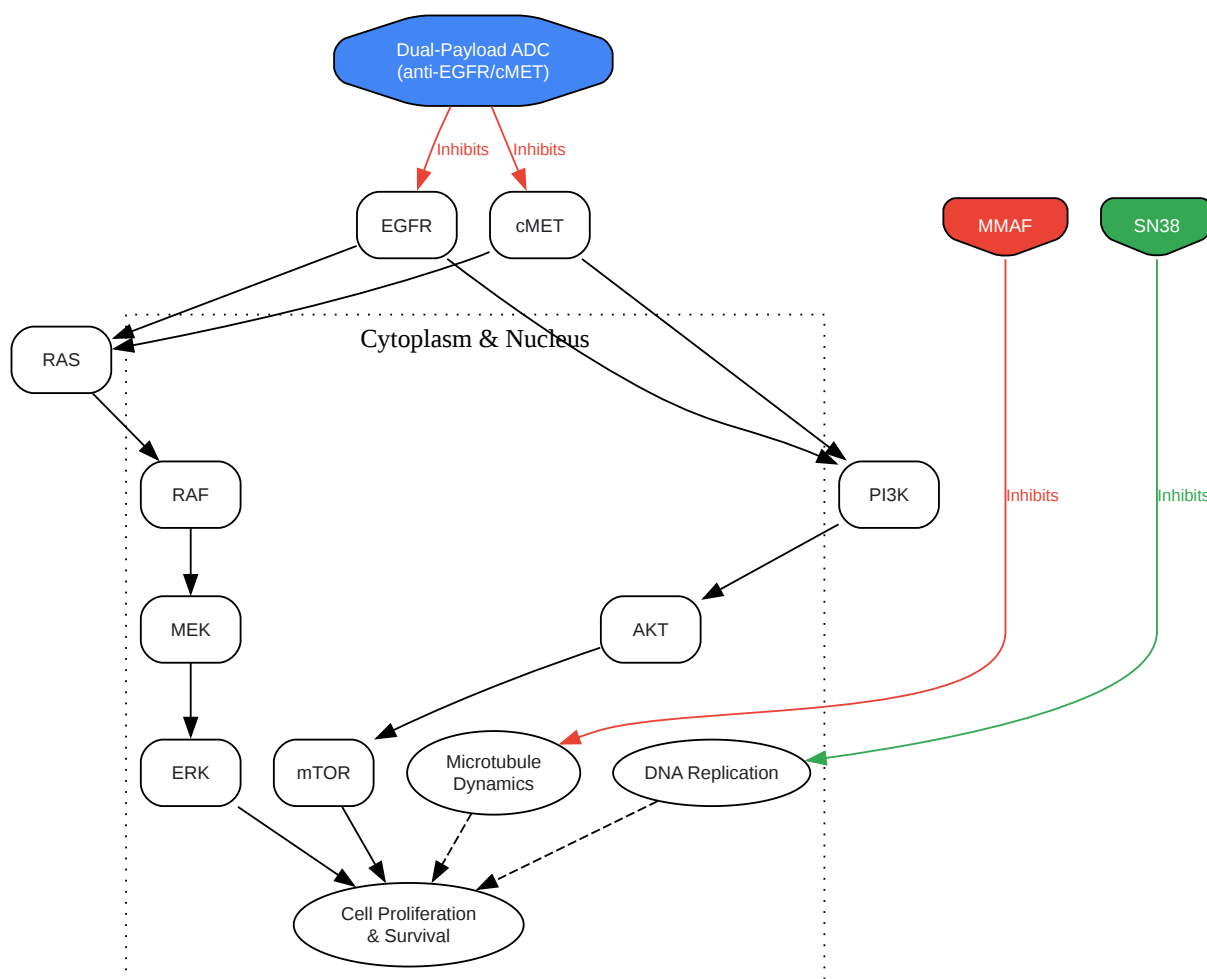 Dual-Payload ADC
(anti-EGFR/cMET)
Inhibits
Inhibits
EGFR
cMET
MMAF
SN38
Cytoplasm & Nucleus
RAS
RAF
PI3K
Inhibits
Inhibits
MEK
AKT
ERK
mTOR
Microtubule
Dynamics
DNA Replication
Cell Proliferation
& Survival